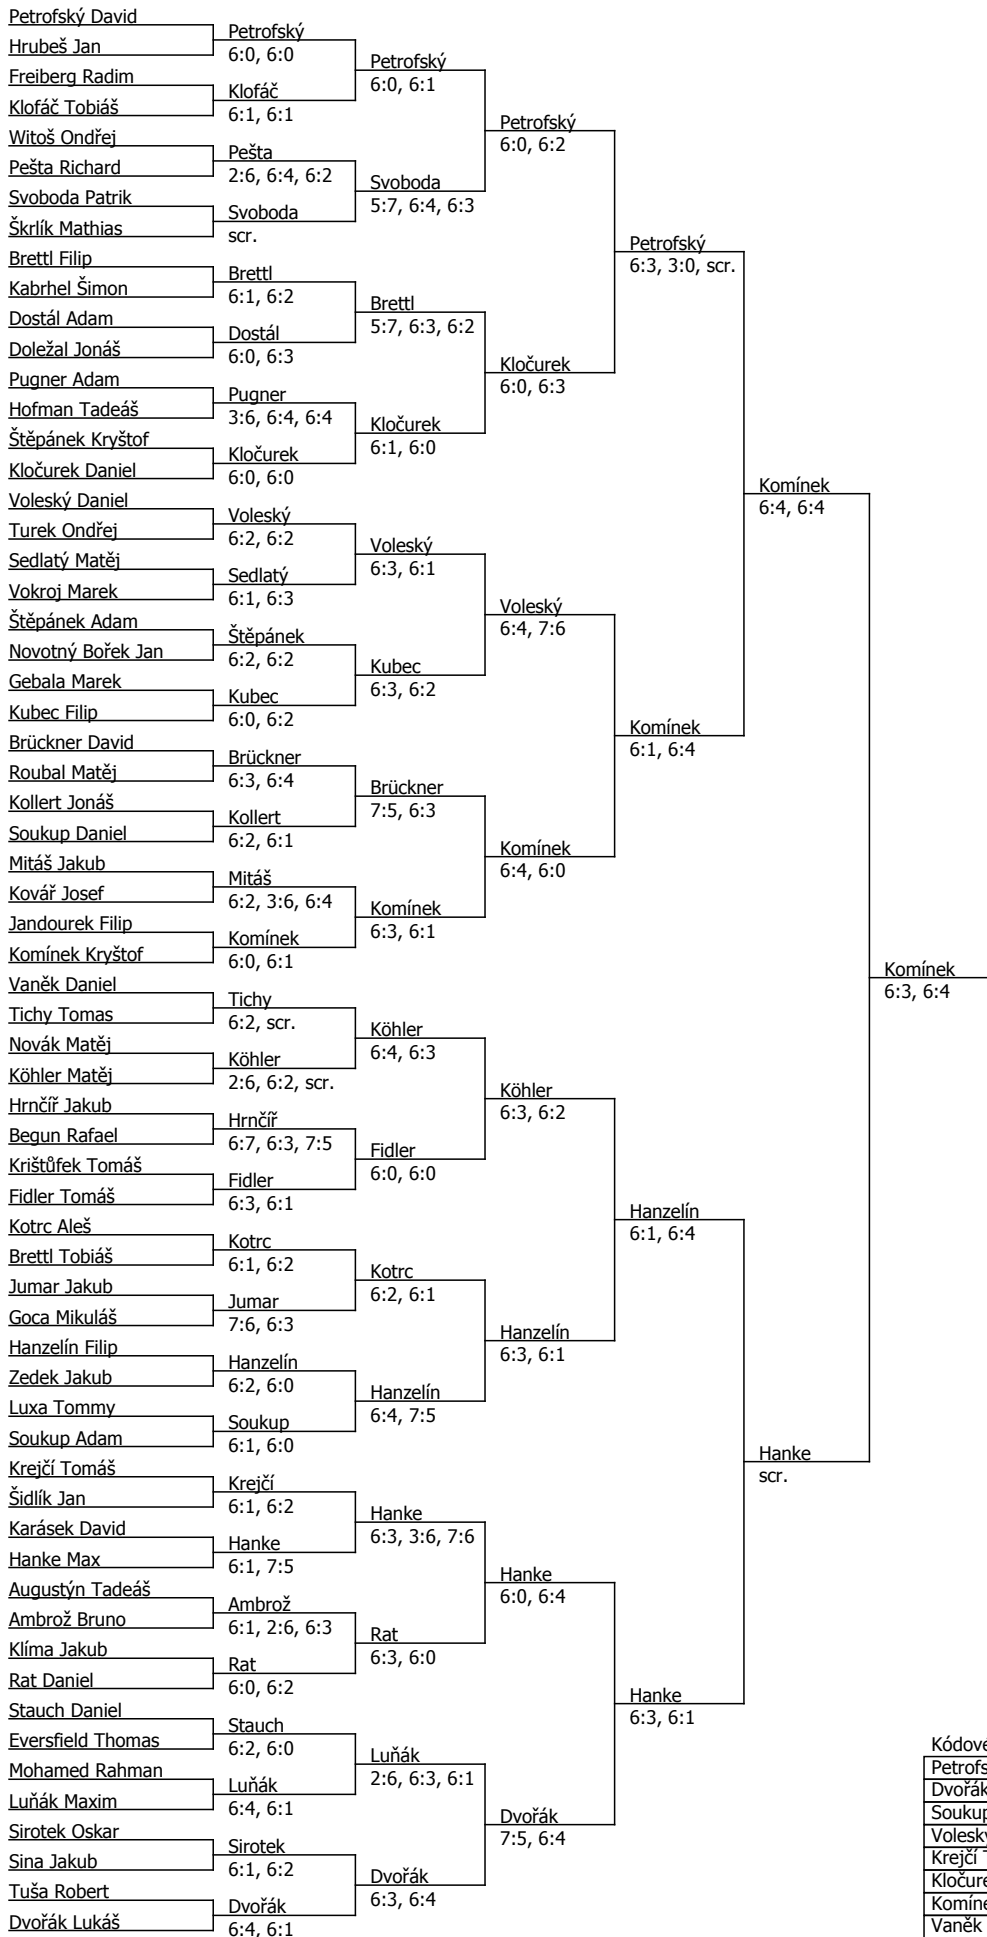 Petrofský David
Hrubeš Jan
Freiberg Radim
Klofáč Tobiáš
Witoš Ondřej
Pešta Richard
Svoboda Patrik
Škrlík Mathias
Brettl Filip
Kabrhel Šimon
Dostál Adam
Doležal Jonáš
Pugner Adam
Hofman Tadeáš
Štěpánek Kryštof
Kločurek Daniel
Voleský Daniel
Turek Ondřej
Sedlatý Matěj
Vokroj Marek
Štěpánek Adam
Novotný Bořek Jan
Gebala Marek
Kubec Filip
Brückner David
Roubal Matěj
Kollert Jonáš
Soukup Daniel
Mitáš Jakub
Kovář Josef
Jandourek Filip
Komínek Kryštof
Vaněk Daniel
Tichy Tomas
Novák Matěj
Köhler Matěj
Hrnčíř Jakub
Begun Rafael
Krištůfek Tomáš
Fidler Tomáš
Kotrc Aleš
Brettl Tobiáš
Jumar Jakub
Goca Mikuláš
Hanzelín Filip
Zedek Jakub
Luxa Tommy
Soukup Adam
Krejčí Tomáš
Šidlík Jan
Karásek David
Hanke Max
Augustýn Tadeáš
Ambrož Bruno
Klíma Jakub
Rat Daniel
Stauch Daniel
Eversfield Thomas
Mohamed Rahman
Luňák Maxim
Sirotek Oskar
Sina Jakub
Tuša Robert
Dvořák Lukáš
Petrofský
6:0, 6:0
Klofáč
6:1, 6:1
Pešta
2:6, 6:4, 6:2
Svoboda
scr.
Brettl
6:1, 6:2
Dostál
6:0, 6:3
Pugner
3:6, 6:4, 6:4
Kločurek
6:0, 6:0
Voleský
6:2, 6:2
Sedlatý
6:1, 6:3
Štěpánek
6:2, 6:2
Kubec
6:0, 6:2
Brückner
6:3, 6:4
Kollert
6:2, 6:1
Mitáš
6:2, 3:6, 6:4
Komínek
6:0, 6:1
Tichy
6:2, scr.
Köhler
2:6, 6:2, scr.
Hrnčíř
6:7, 6:3, 7:5
Fidler
6:3, 6:1
Kotrc
6:1, 6:2
Jumar
7:6, 6:3
Hanzelín
6:2, 6:0
Soukup
6:1, 6:0
Krejčí
6:1, 6:2
Hanke
6:1, 7:5
Ambrož
6:1, 2:6, 6:3
Rat
6:0, 6:2
Stauch
6:2, 6:0
Luňák
6:4, 6:1
Sirotek
6:1, 6:2
Dvořák
6:4, 6:1
Petrofský
6:0, 6:1
Svoboda
5:7, 6:4, 6:3
Brettl
5:7, 6:3, 6:2
Kločurek
6:1, 6:0
Voleský
6:3, 6:1
Kubec
6:3, 6:2
Brückner
7:5, 6:3
Komínek
6:3, 6:1
Köhler
6:4, 6:3
Fidler
6:0, 6:0
Kotrc
6:2, 6:1
Hanzelín
6:4, 7:5
Hanke
6:3, 3:6, 7:6
Rat
6:3, 6:0
Luňák
2:6, 6:3, 6:1
Dvořák
6:3, 6:4
Petrofský
6:0, 6:2
Kločurek
6:0, 6:3
Voleský
6:4, 7:6
Komínek
6:4, 6:0
Köhler
6:3, 6:2
Hanzelín
6:3, 6:1
Hanke
6:0, 6:4
Dvořák
7:5, 6:4
Petrofský
6:3, 3:0, scr.
Komínek
6:1, 6:4
Hanzelín
6:1, 6:4
Hanke
6:3, 6:1
Komínek
6:4, 6:4
Hanke
scr.
Komínek
6:3, 6:4
Vaněk